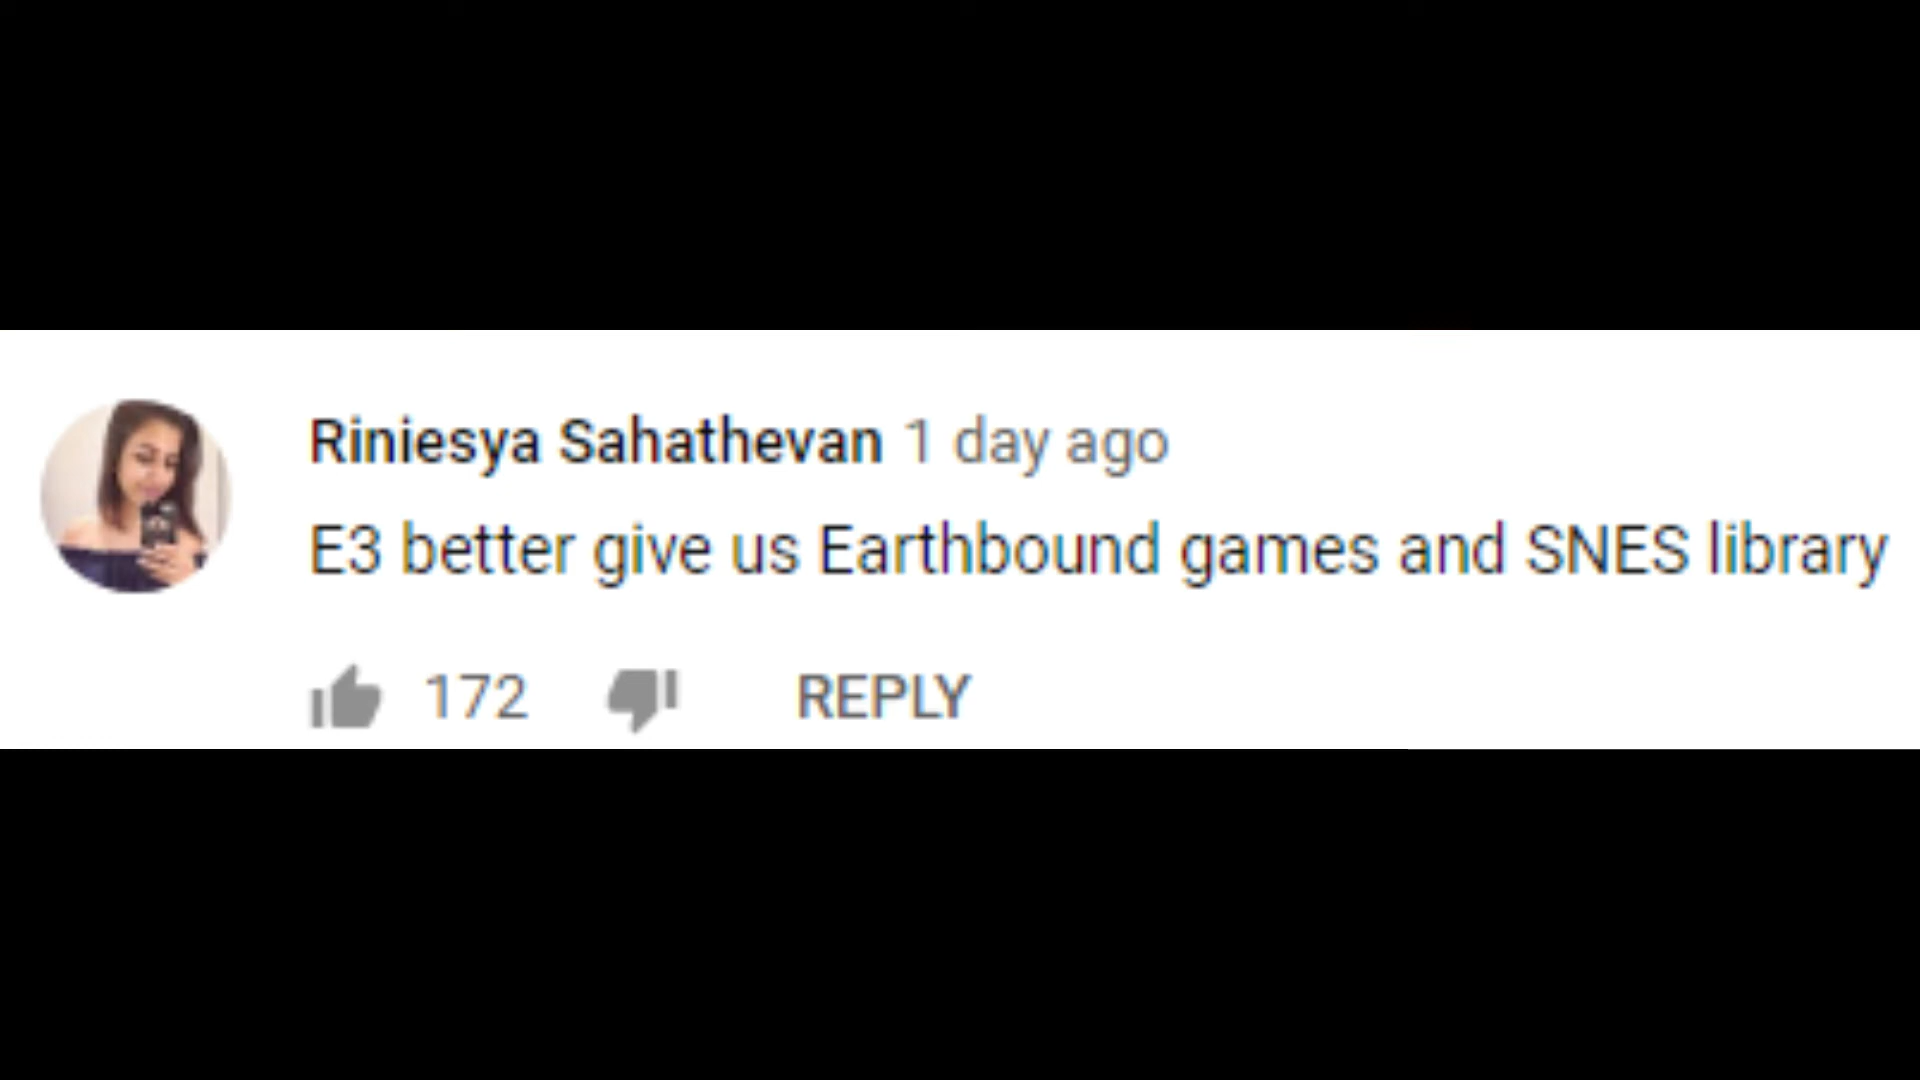 Riniesya Sahathevan 1 day ago
E3 better give us Earthbound games and SNES library
172 REPLY